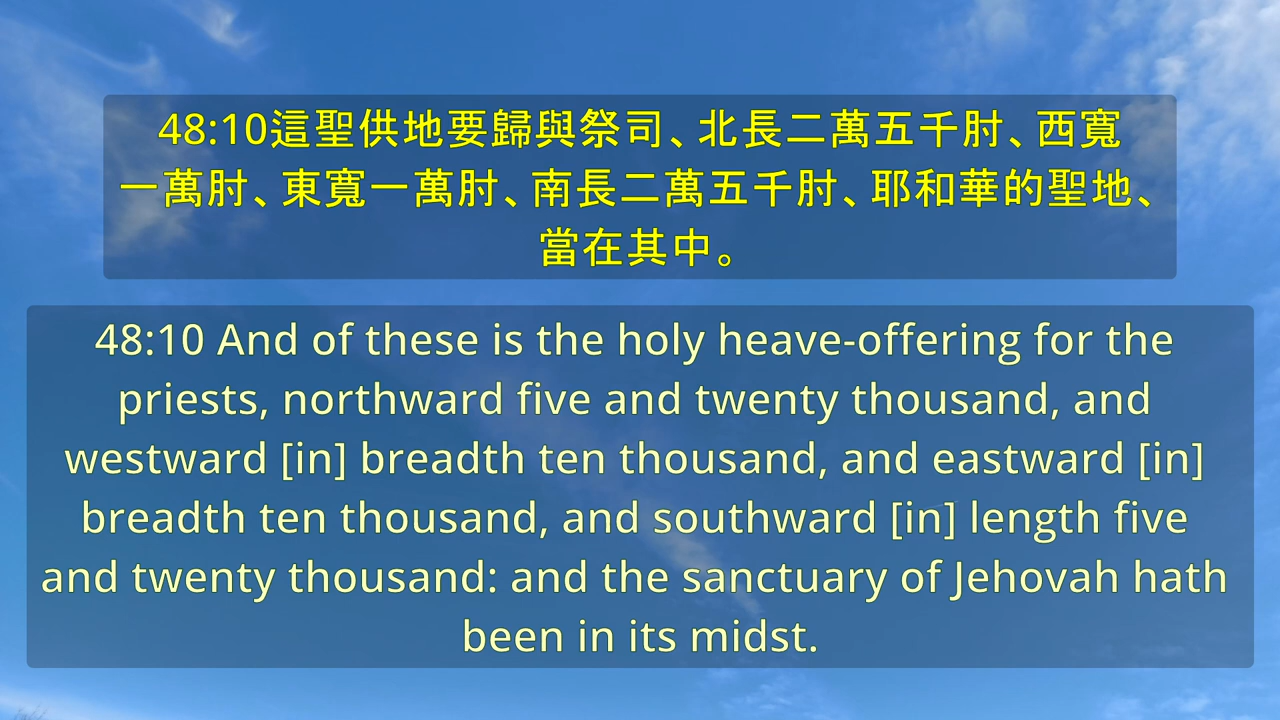 48:10這聖供地要歸與祭司、北長二萬五千肘、西寬
一萬肘、東寬一萬肘、南長二萬五千肘、耶和華的聖地、
當在其中。
48:10 And of these is the holy heave-offering for the
priests, northward five and twenty thousand, and
westward [in] breadth ten thousand, and eastward [in]
breadth ten thousand, and southward [in] length five
and twenty thousand: and the sanctuary of Jehovah hath
been in its midst.